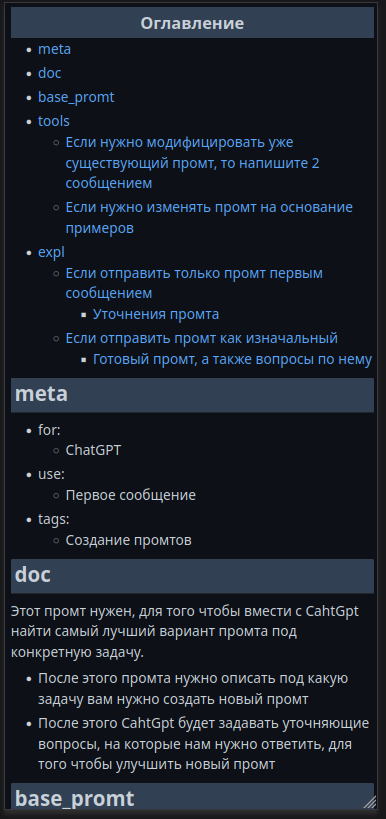 Оглавление
meta
doc
base_promt
tools
Если нужно модифицировать уже
существующий промт, то напишите 2
сообщением
Если нужно изменять промт на основание
примеров
expl
Если отправить только промт первым
сообщением
Уточнения промта
Если отправить промт как изначальный
Готовый промт, а также вопросы по нему
meta
for:
ChatGPT
use:
Первое сообщение
tags:
Создание промтов
doc
Этот промт нужен, для того чтобы вмести с CahtGpt
найти самый лучший вариант промта под
конкретную задачу.
После этого промта нужно описать под какую
задачу вам нужно создать новый промт
После этого CahtGpt будет задавать уточняющие
вопросы, на которые нам нужно ответить, для
того чтобы улучшить новый промт
base_promt